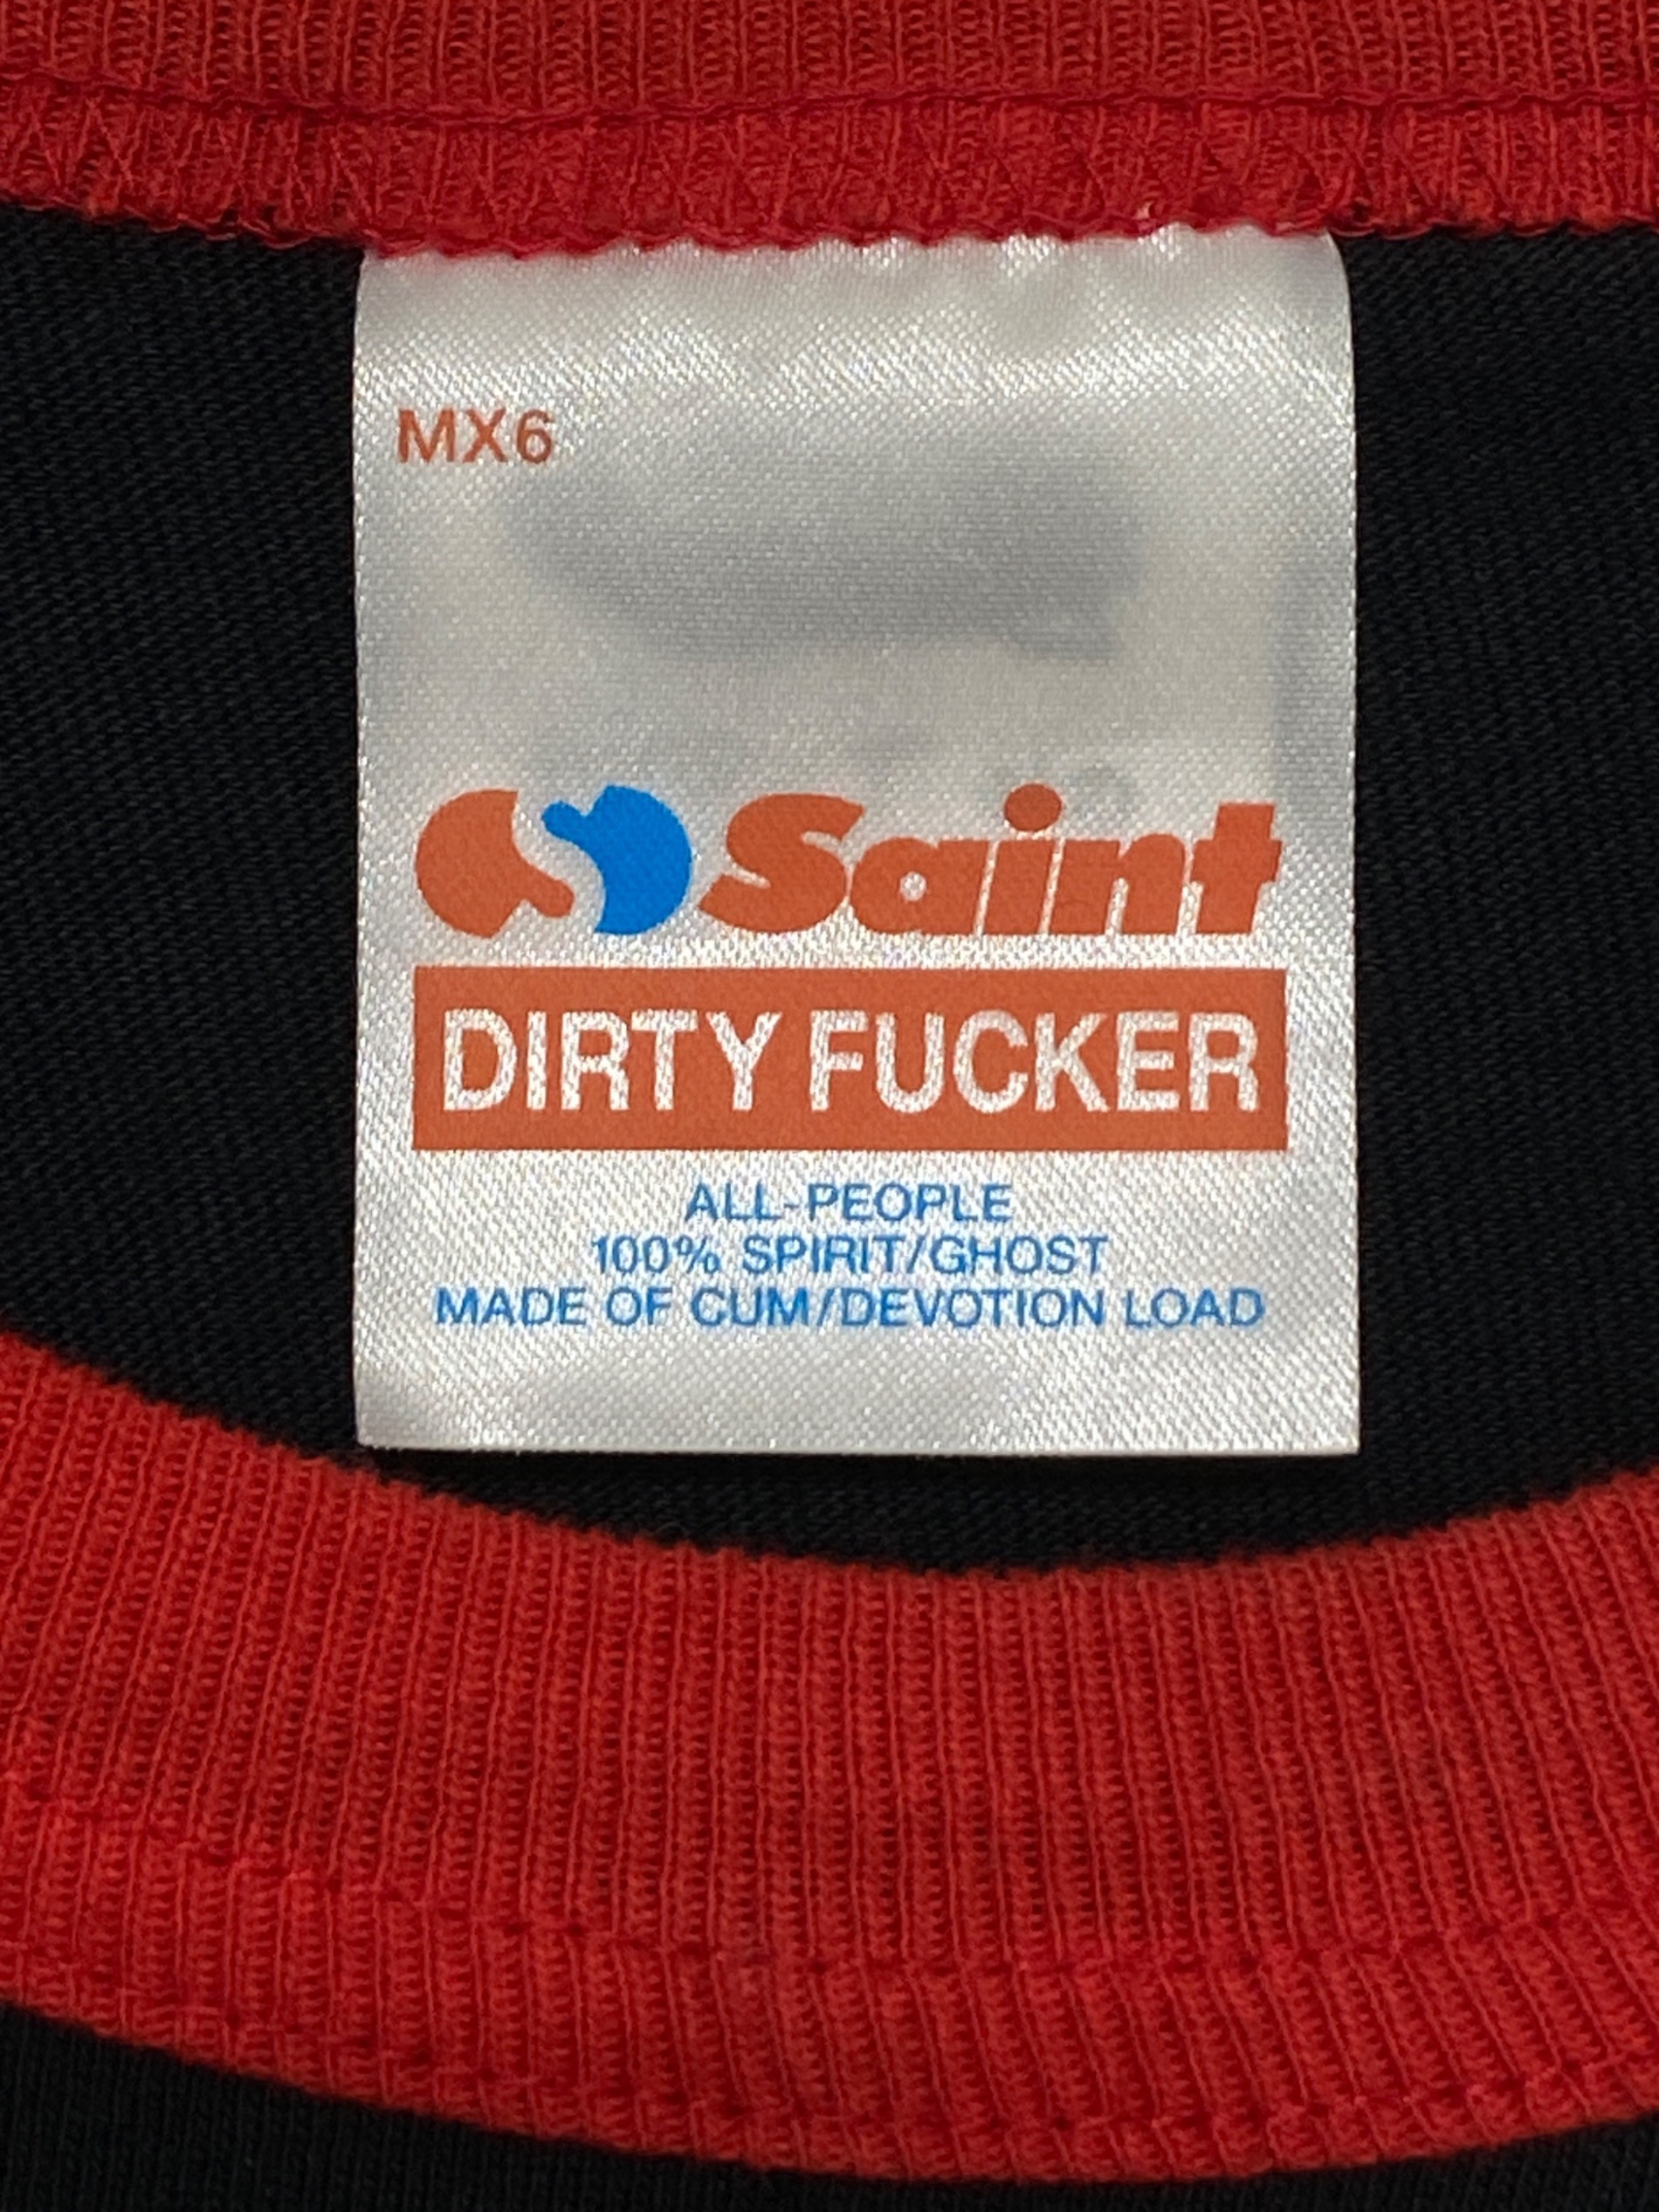 MX6
Saint
DIRTY FUCKER
ALL-PEOPLE
100% SPIRIT/GHOST
MADE OF CUM/DEVOTION LOAD